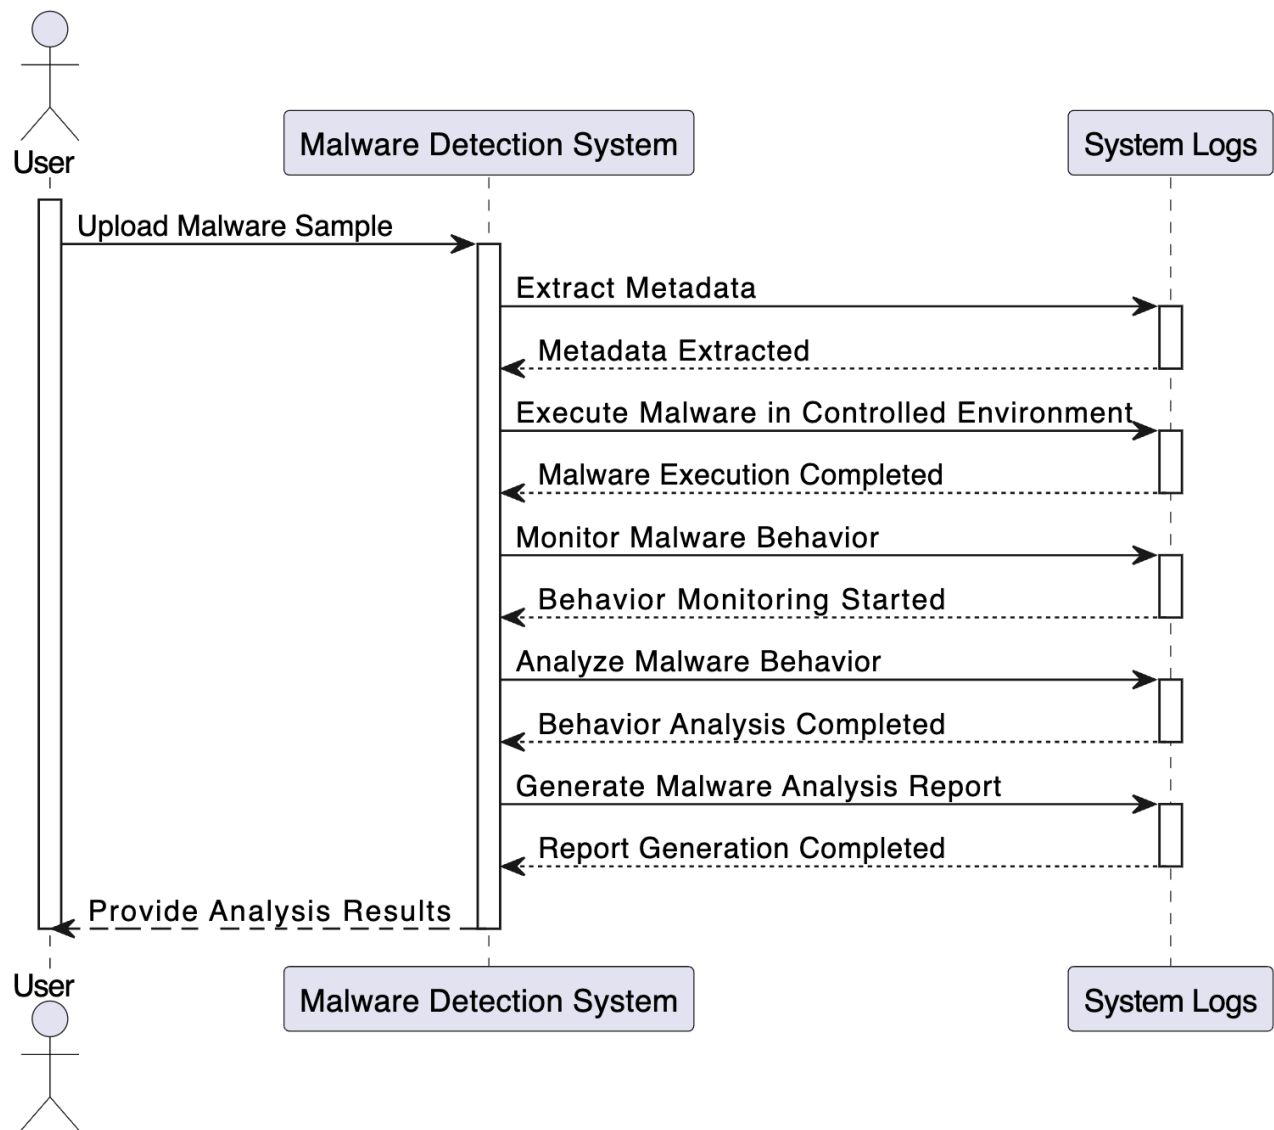 User
Malware Detection System
System Logs
Upload Malware Sample
Extract Metadata
Metadata Extracted
Execute Malware in Controlled Environment
Malware Execution Completed
Monitor Malware Behavior
Behavior Monitoring Started
Analyze Malware Behavior
Behavior Analysis Completed
Generate Malware Analysis Report
Report Generation Completed
Provide Analysis Results
User
Malware Detection System
System Logs